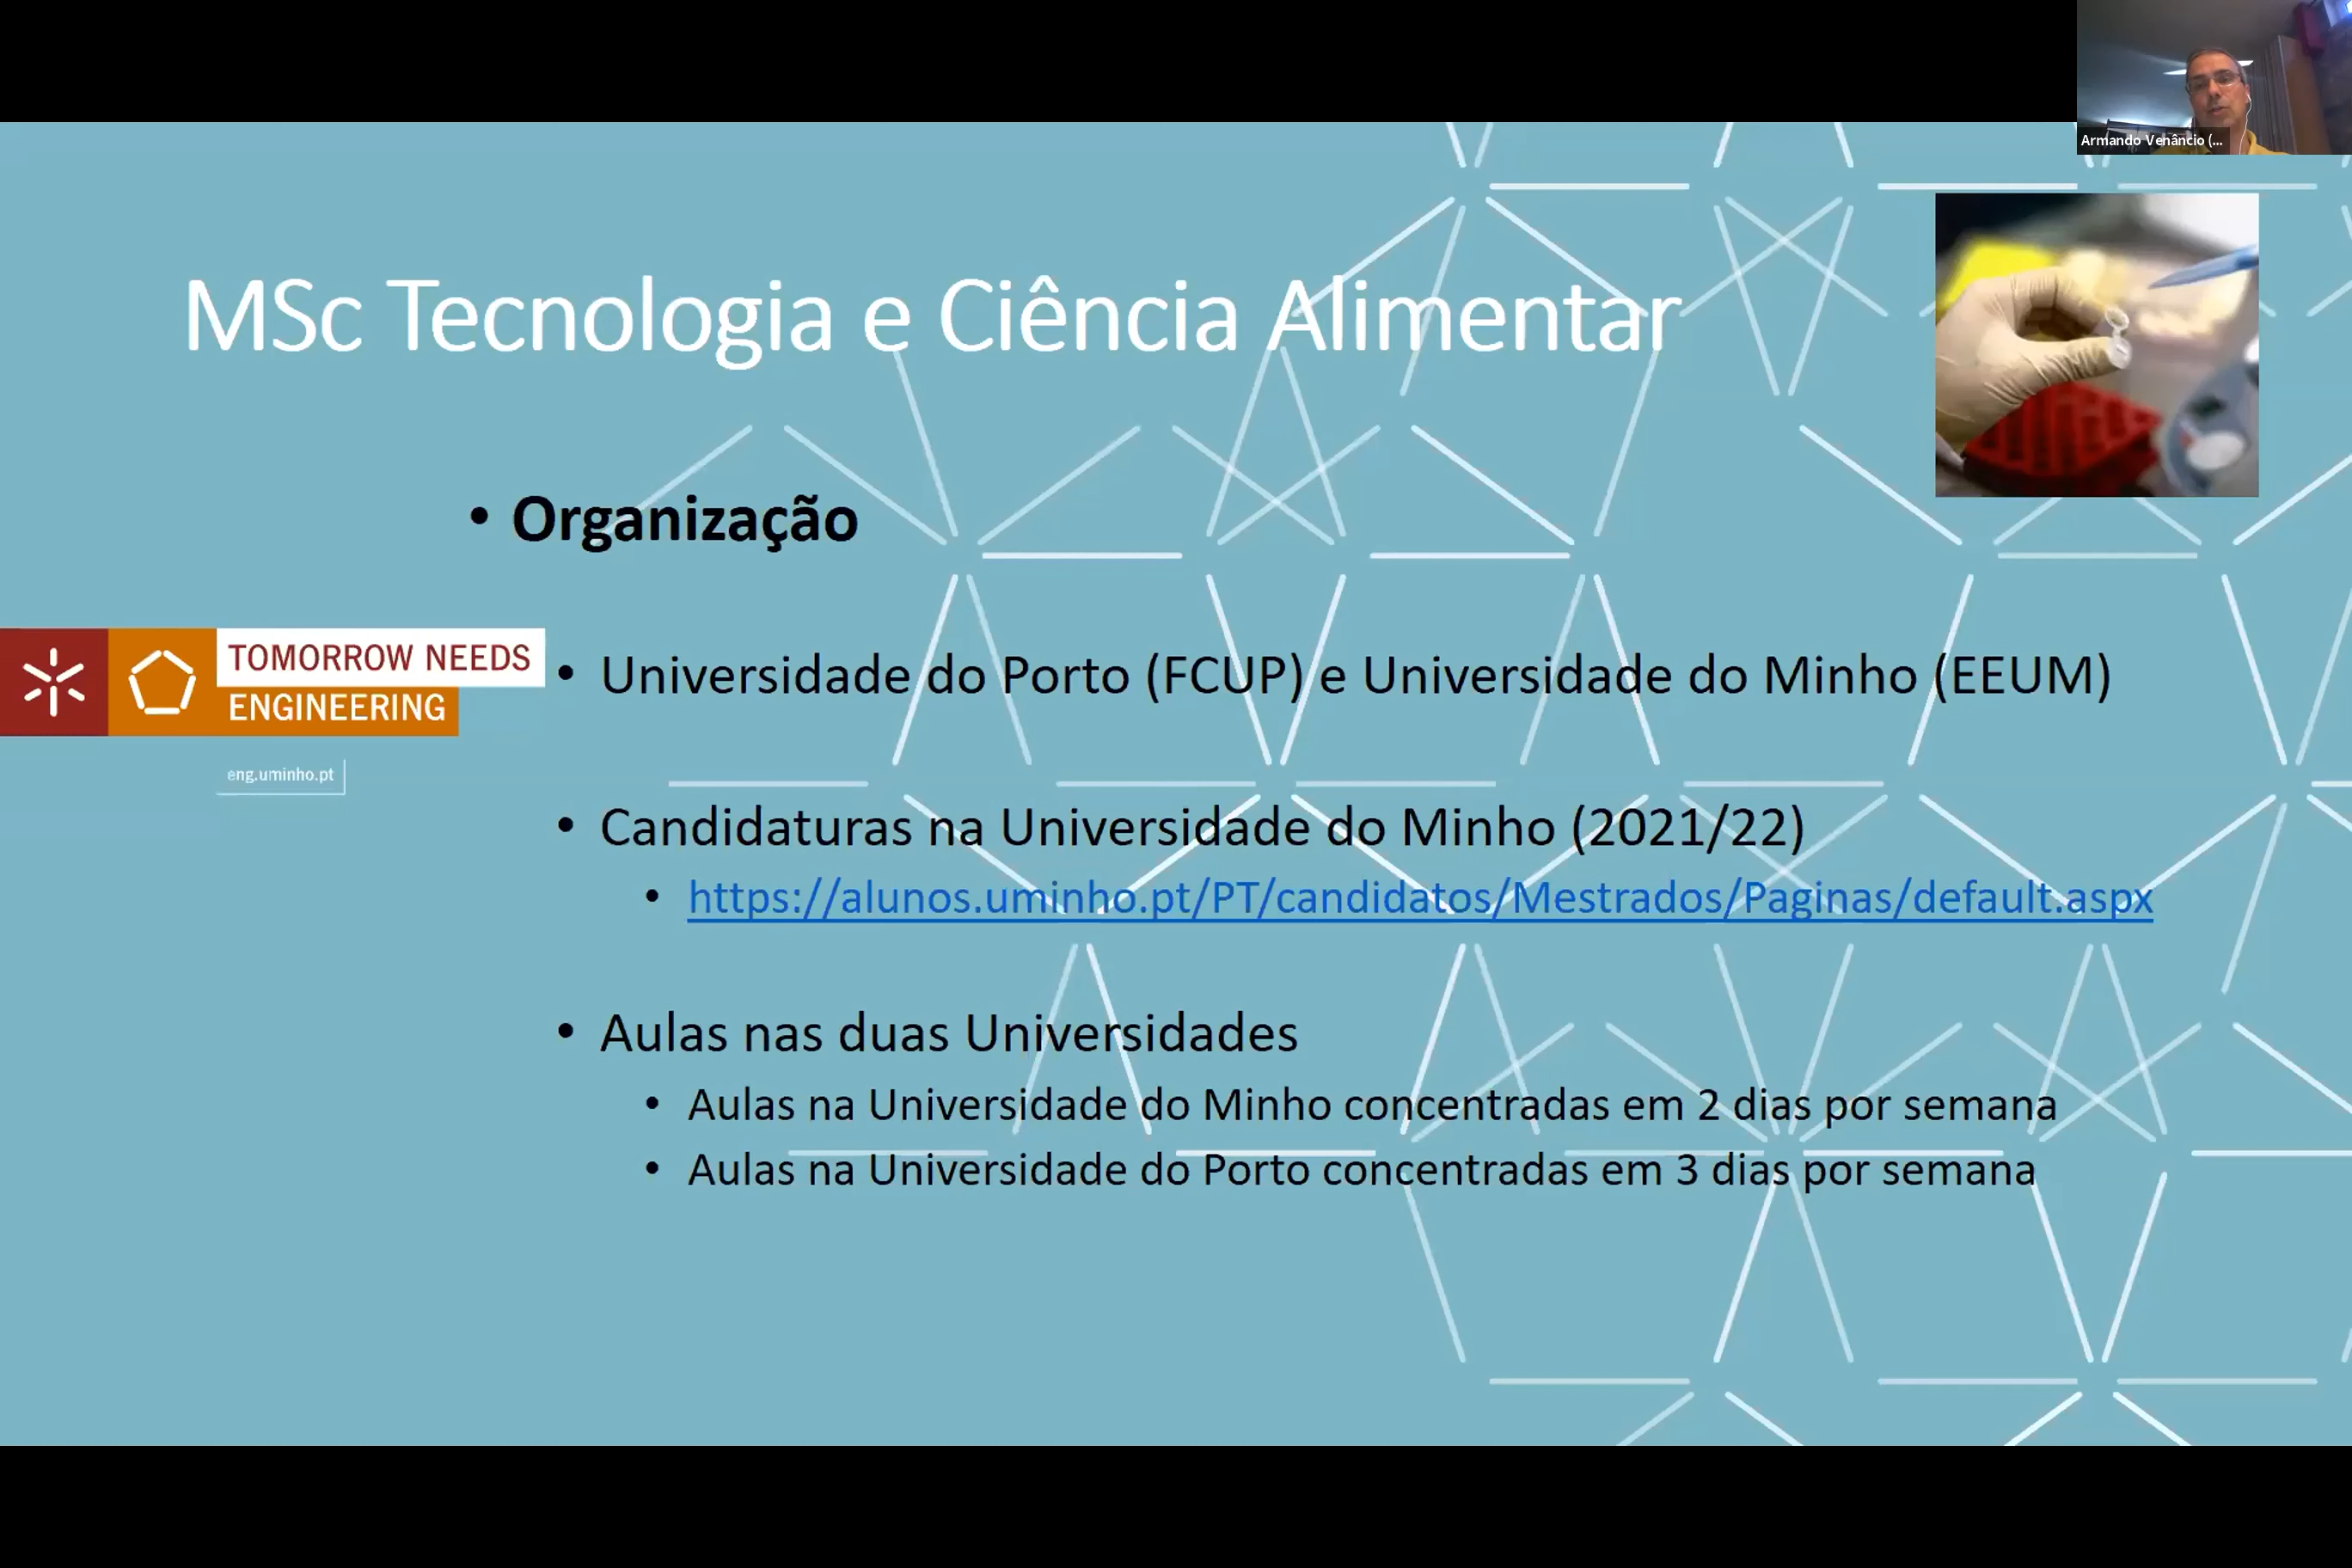 Armando Venâncio (...
MSc Tecnologia e Ciência Alimentar
• Organização
TOMORROW NEEDS
ENGINEERING
eng.uminho.pt
• Universidade do Porto (FCUP) e Universidade do Minho (EEUM)
• Candidaturas na Universidade do Minho (2021/22)
• https://alunos.uminho.pt/PT/candidatos/Mestrados/Paginas/default.aspx
• Aulas nas duas Universidades
• Aulas na Universidade do Minho concentradas em 2 dias por semana
• Aulas na Universidade do Porto concentradas em 3 dias por semana